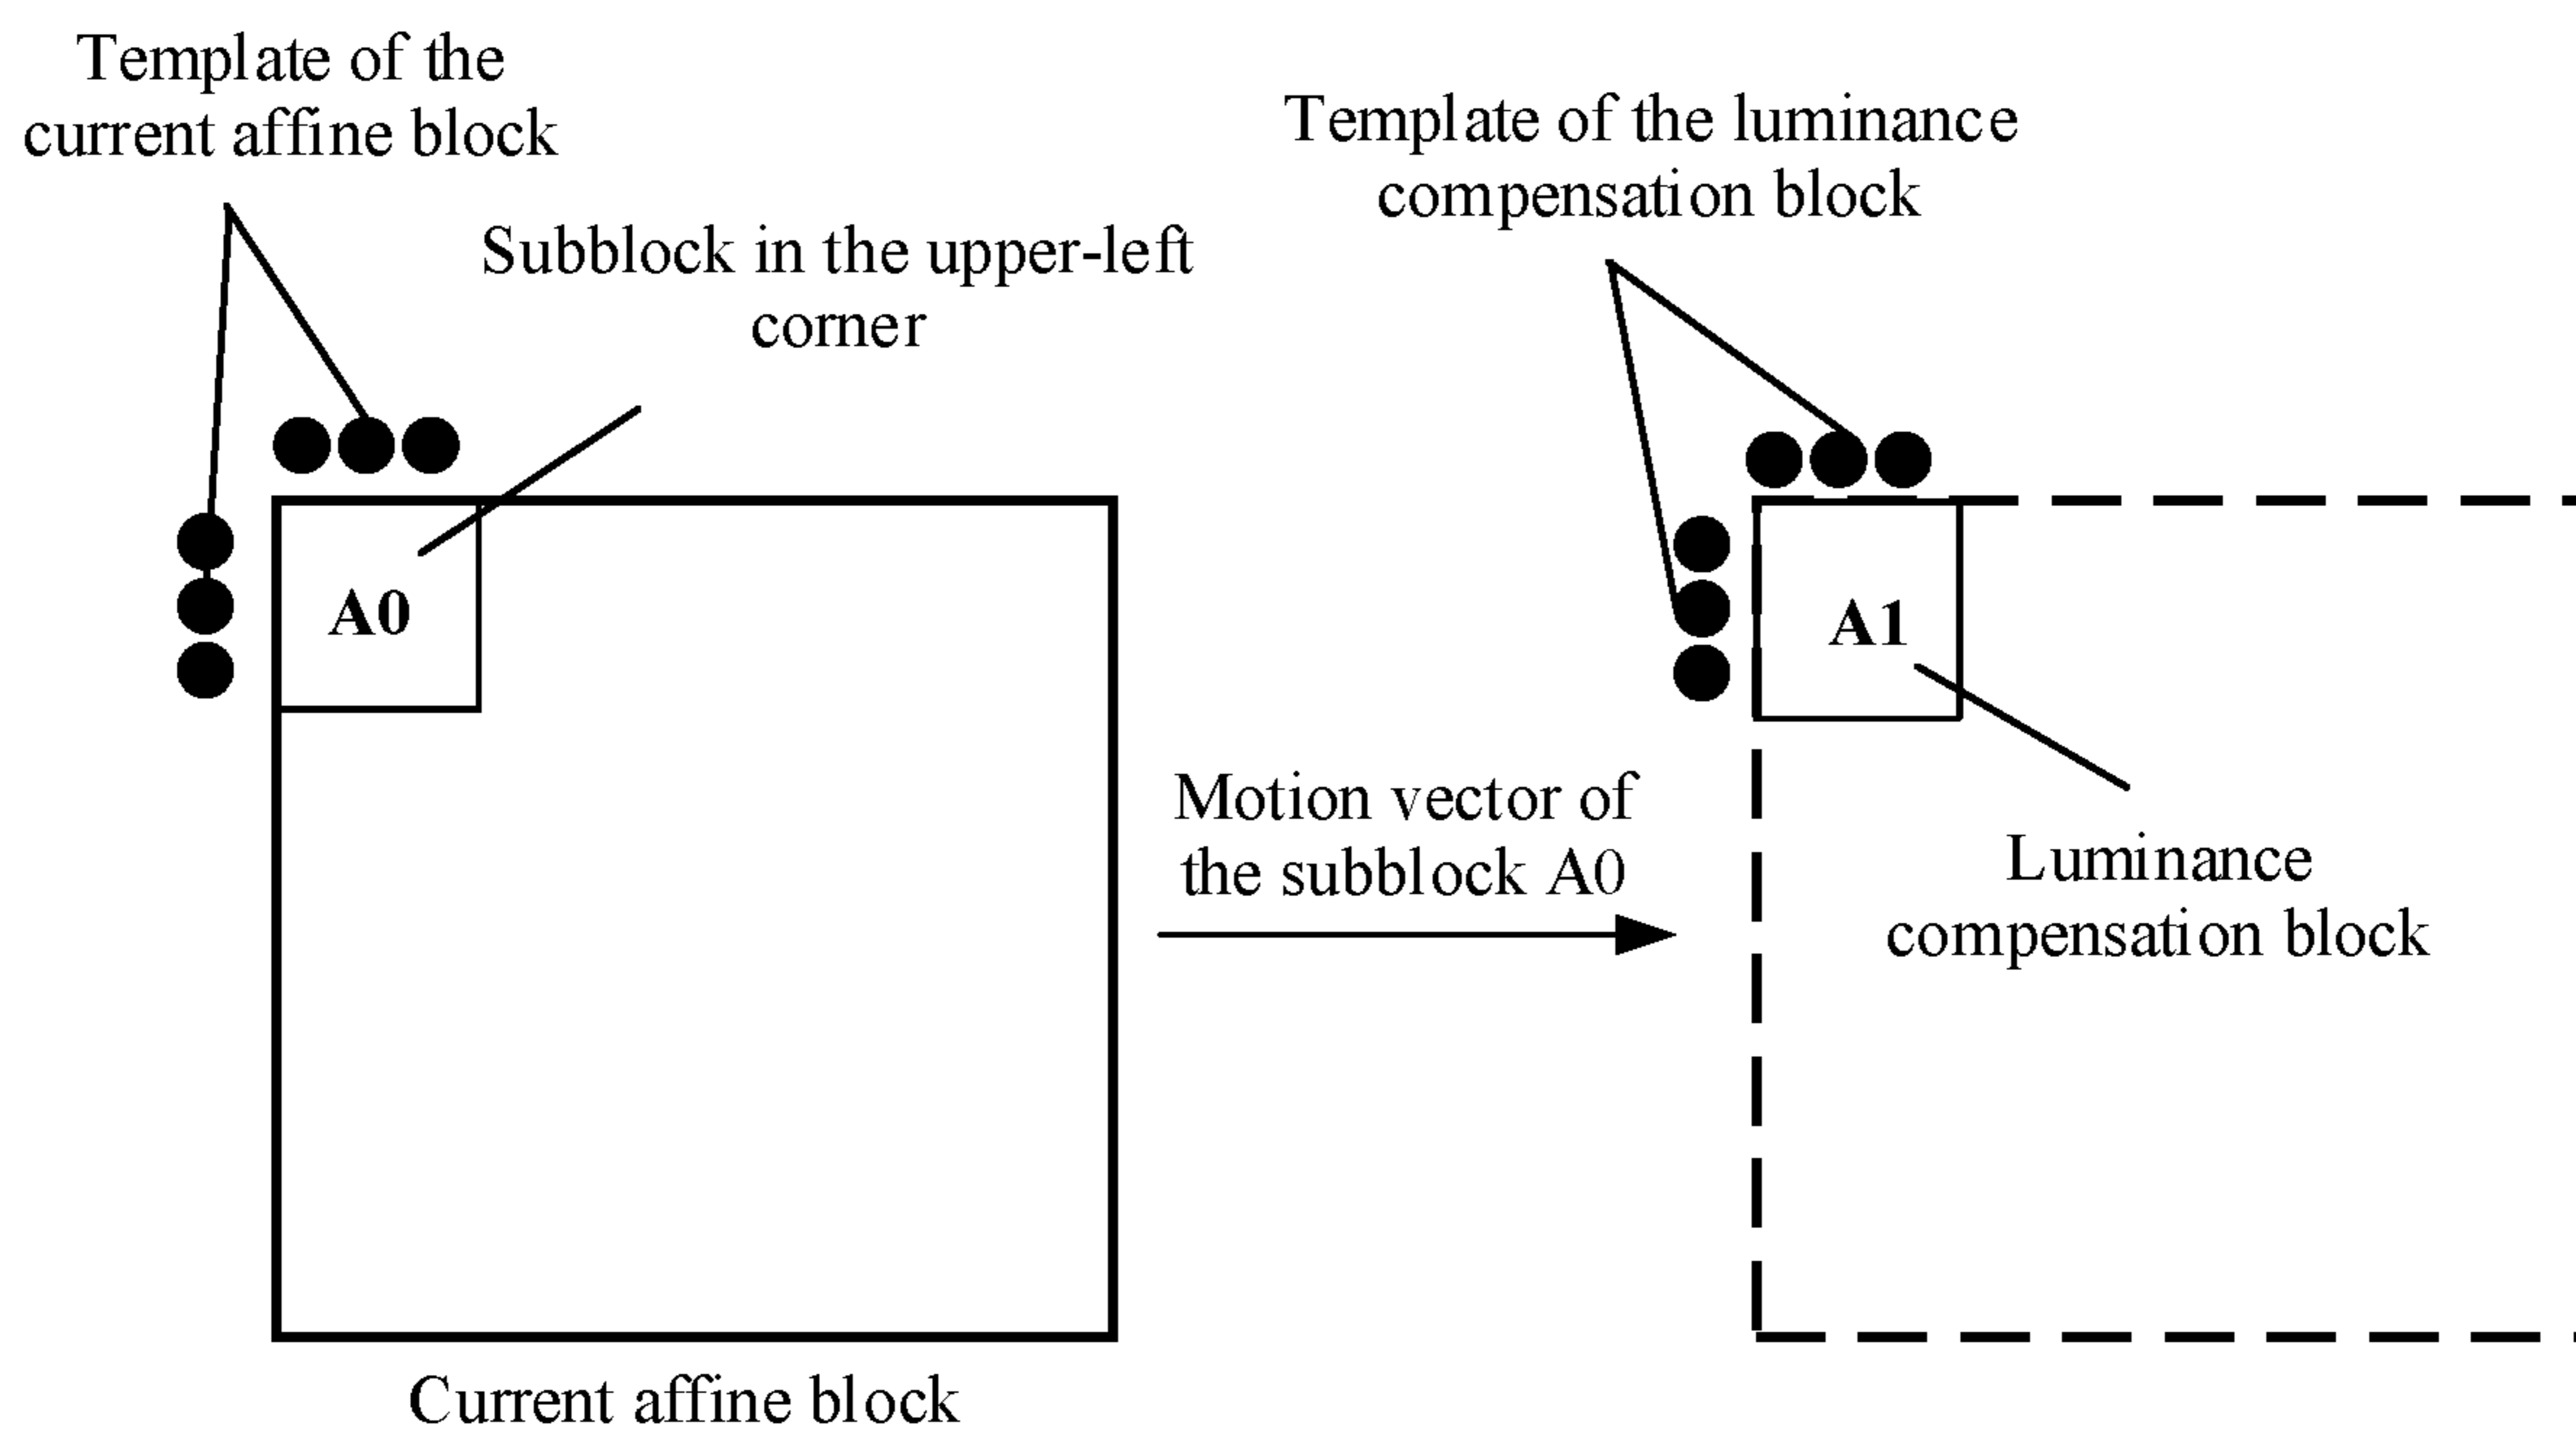 Template of the
current affine block
Subblock in the upper-left
corner
Template of the luminance
compensation block
A0
A1
Motion vector of
the subblock A0
Luminance
compensation block
Current affine block